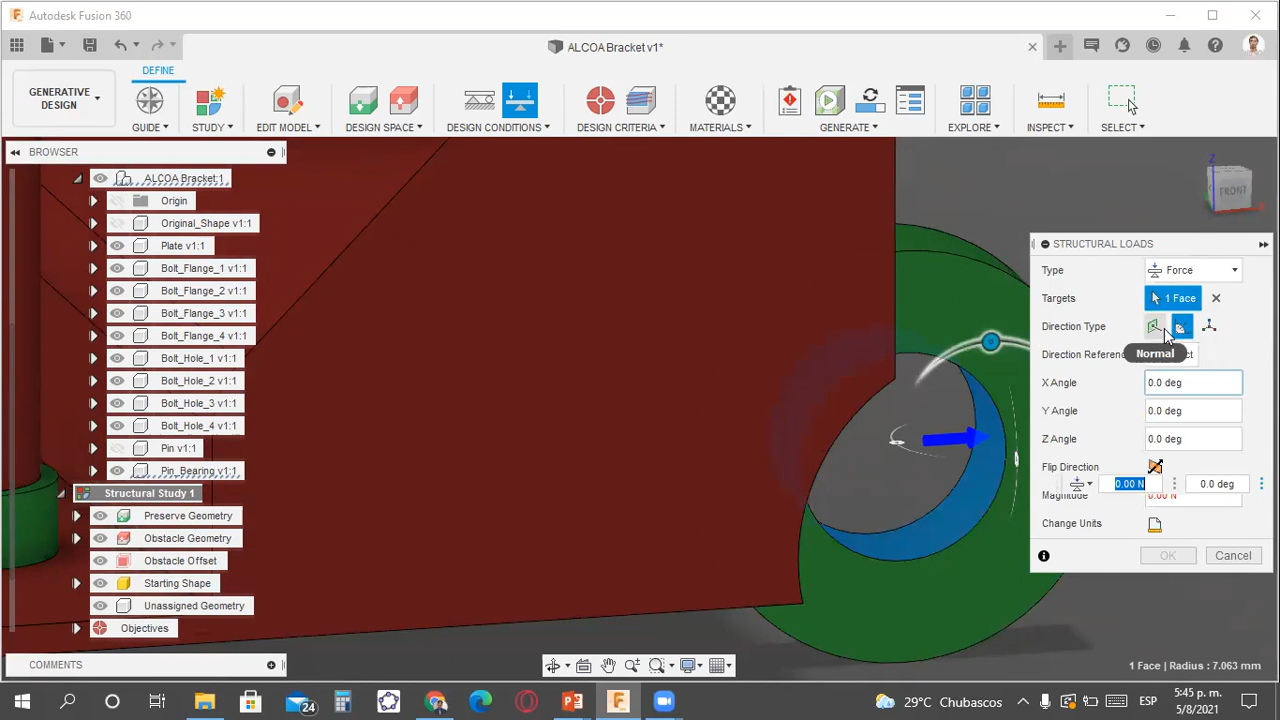 Autodesk Fusion 360
ALCOA Bracket v1*
GENERATIVE DESIGN
DEFINE
GUIDE
STUDY
EDIT MODEL
DESIGN SPACE
DESIGN CONDITIONS
DESIGN CRITERIA
MATERIALS
GENERATE
EXPLORE
INSPECT
SELECT
BROWSER
ALCOA Bracket:1
Origin
Original_Shape v1:1
Plate v1:1
Bolt_Flange_1 v1:1
Bolt_Flange_2 v1:1
Bolt_Flange_3 v1:1
Bolt_Flange_4 v1:1
Bolt_Hole_1 v1:1
Bolt_Hole_2 v1:1
Bolt_Hole_3 v1:1
Bolt_Hole_4 v1:1
Pin v1:1
Pin_Bearing v1:1
Structural Study 1
Preserve Geometry
Obstacle Geometry
Obstacle Offset
Starting Shape
Unassigned Geometry
Objectives
COMMENTS
Z
FRONT
STRUCTURAL LOADS
Type Force
Targets 1 Face
Direction Type
Normal
X Angle 0.0 deg
Y Angle 0.0 deg
Z Angle 0.0 deg
Flip Direction
0.00 N 0.0 deg
Magnitude 0.00 N
Change Units
OK Cancel
1 Face | Radius : 7.063 mm
24
29°C Chubascos
ESP
5:45 p. m.
5/8/2021